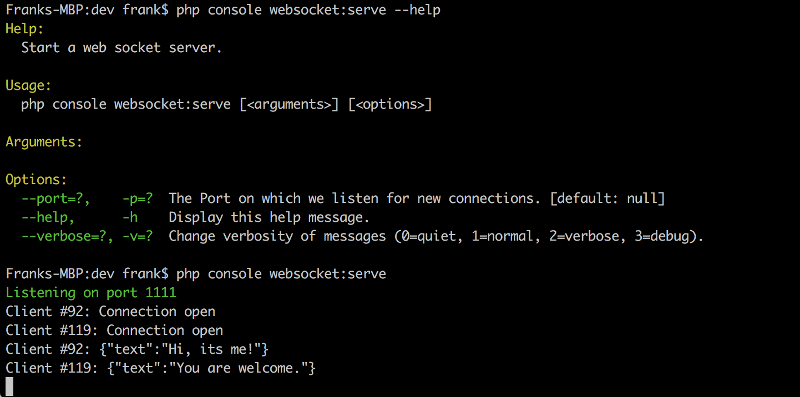 Franks-MBP:dev frank$ php console websocket:serve --help
Help:
  Start a web socket server.

Usage:
  php console websocket:serve [<arguments>] [<options>]

Arguments:

Options:
  --port=?,    -p=?  The Port on which we listen for new connections. [default: null]
  --help,      -h    Display this help message.
  --verbose=?, -v=?  Change verbosity of messages (0=quiet, 1=normal, 2=verbose, 3=debug).

Franks-MBP:dev frank$ php console websocket:serve
Listening on port 1111
Client #92: Connection open
Client #119: Connection open
Client #92: {"text":"Hi, its me!"}
Client #119: {"text":"You are welcome."}